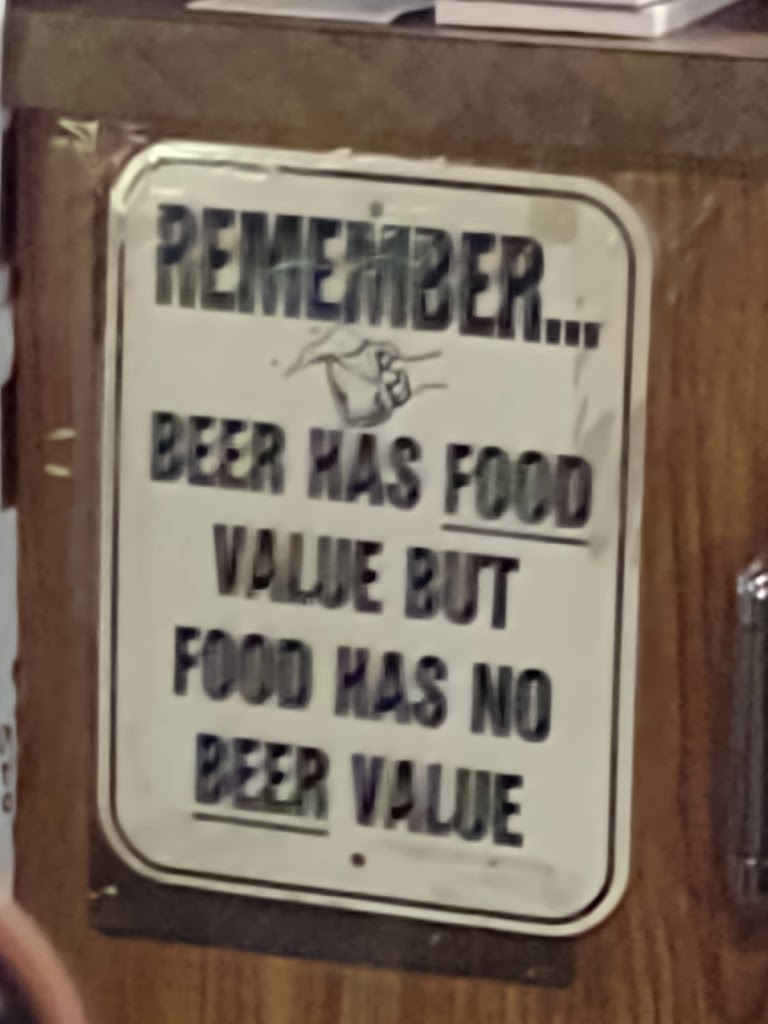 REMEMBER...
BEER HAS FOOD
VALUE BUT
FOOD HAS NO
BEER VALUE